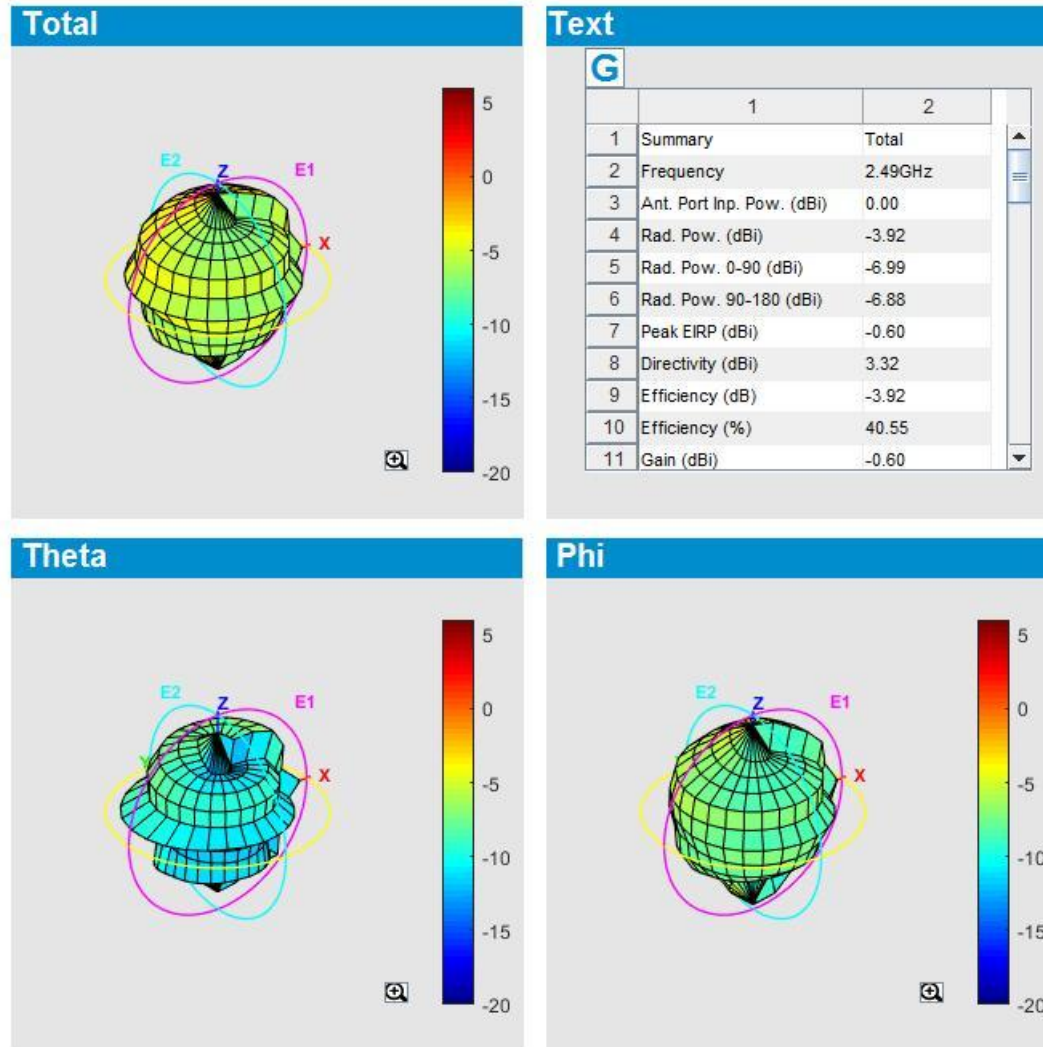 Total
5
0
-5
-10
-15
-20
E2
Z
E1
X
Text
G
1 2
1 Summary Total
2 Frequency 2.49GHz
3 Ant. Port Inp. Pow. (dBi) 0.00
4 Rad. Pow. (dBi) -3.92
5 Rad. Pow. 0-90 (dBi) -6.99
6 Rad. Pow. 90-180 (dBi) -6.88
7 Peak EIRP (dBi) -0.60
8 Directivity (dBi) 3.32
9 Efficiency (dB) -3.92
10 Efficiency (%) 40.55
11 Gain (dBi) -0.60
Theta
5
0
-5
-10
-15
-20
E2
Z
E1
Y
X
Phi
5
0
-5
-10
-15
-20
E2
Z
E1
X